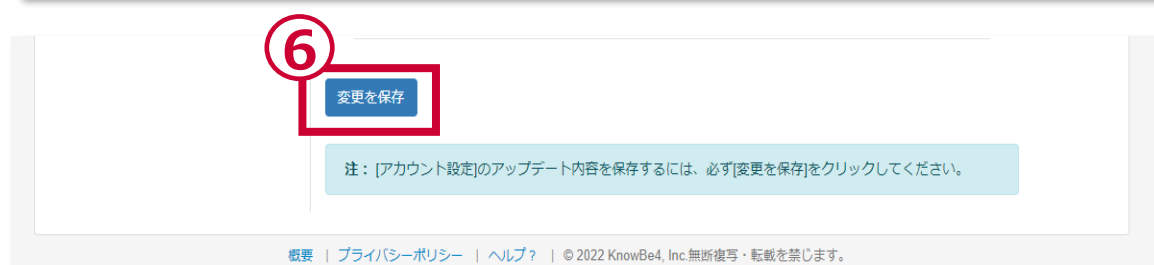 ⑥
変更を保存
注： [アカウント設定]のアップデート内容を保存するには、必ず[変更を保存]をクリックしてください。
概要 | プライバシーポリシー | ヘルプ？ | © 2022 KnowBe4, Inc.無断複写・転載を禁じます。